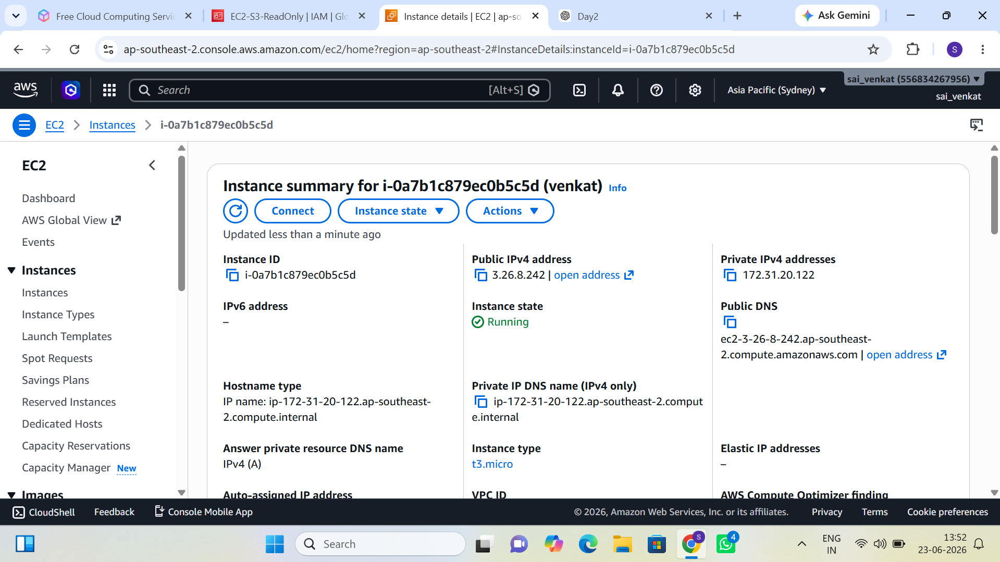 Free Cloud Computing Servi
EC2-S3-ReadOnly | IAM | Glo
Instance details | EC2 | ap-so
Day2
Ask Gemini
ap-southeast-2.console.aws.amazon.com/ec2/home?region=ap-southeast-2#InstanceDetails:instanceId=i-0a7b1c879ec0b5c5d
S
aws
Search
[Alt+S]
Asia Pacific (Sydney)
sai_venkat (556834267956)
sai_venkat
EC2
Instances
i-0a7b1c879ec0b5c5d
EC2
Dashboard
AWS Global View
Events
Instances
Instances
Instance Types
Launch Templates
Spot Requests
Savings Plans
Reserved Instances
Dedicated Hosts
Capacity Reservations
Capacity Manager New
Images
Instance summary for i-0a7b1c879ec0b5c5d (venkat) Info
Connect
Instance state
Actions
Updated less than a minute ago
Instance ID
i-0a7b1c879ec0b5c5d
Public IPv4 address
3.26.8.242 | open address
Private IPv4 addresses
172.31.20.122
IPv6 address
–
Instance state
Running
Public DNS
ec2-3-26-8-242.ap-southeast-
2.compute.amazonaws.com | open address
Hostname type
IP name: ip-172-31-20-122.ap-southeast-
2.compute.internal
Private IP DNS name (IPv4 only)
ip-172-31-20-122.ap-southeast-2.comput
e.internal
Answer private resource DNS name
IPv4 (A)
Instance type
t3.micro
Elastic IP addresses
–
Auto-assigned IP address
VPC ID
AWS Compute Optimizer finding
CloudShell
Feedback
Console Mobile App
© 2026, Amazon Web Services, Inc. or its affiliates.
Privacy
Terms
Cookie preferences
Search
S
4
ENG
IN
13:52
23-06-2026